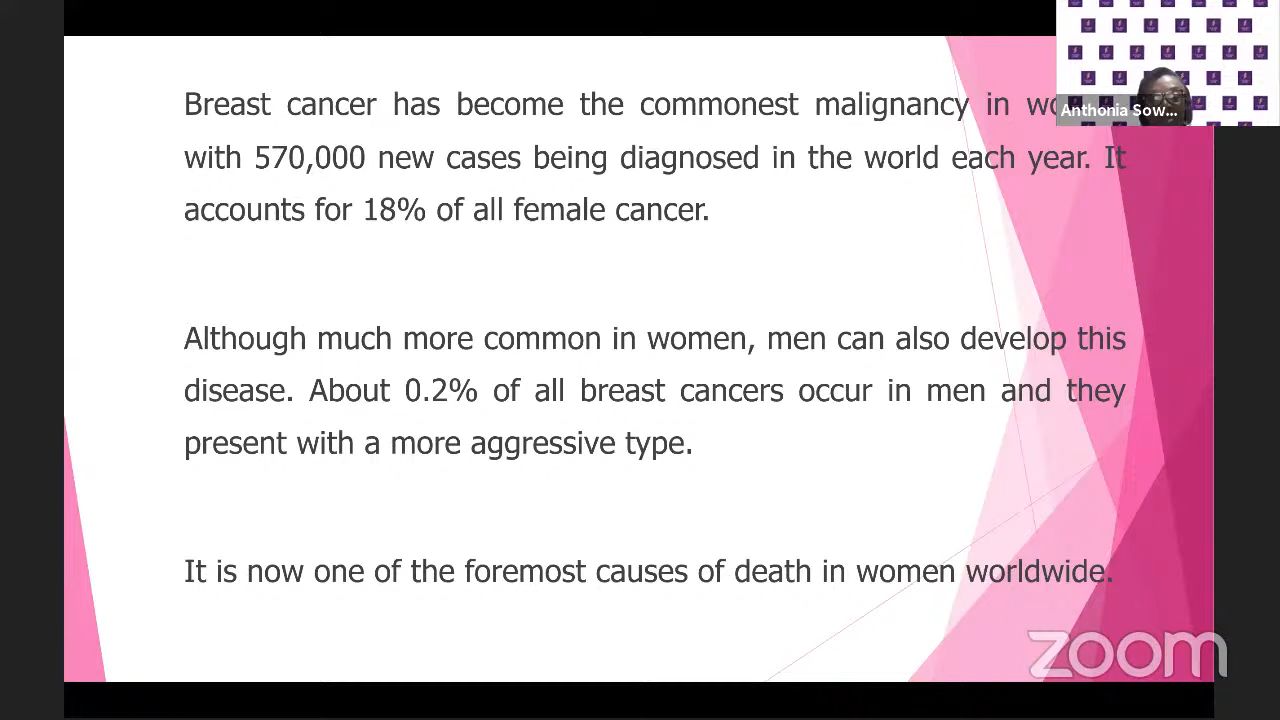 Breast cancer has become the commonest malignancy in
with 570,000 new cases being diagnosed in the world each year. It
accounts for 18% of all female cancer.
Although much more common in women, men can also develop this
disease. About 0.2% of all breast cancers occur in men and they
present with a more aggressive type.
It is now one of the foremost causes of death in women worldwide.
Anthonia Sow...
zoom